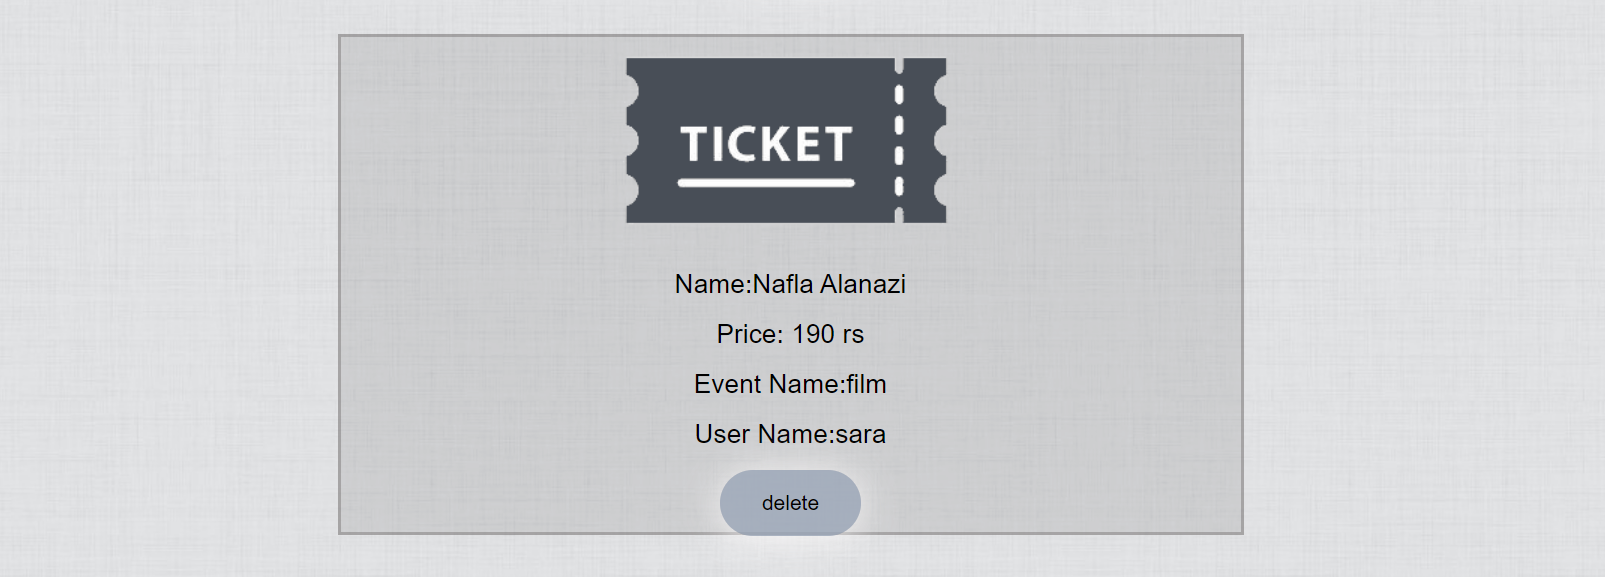 TICKET
Name:Nafla Alanazi
Price: 190 rs
Event Name:film
User Name:sara
delete